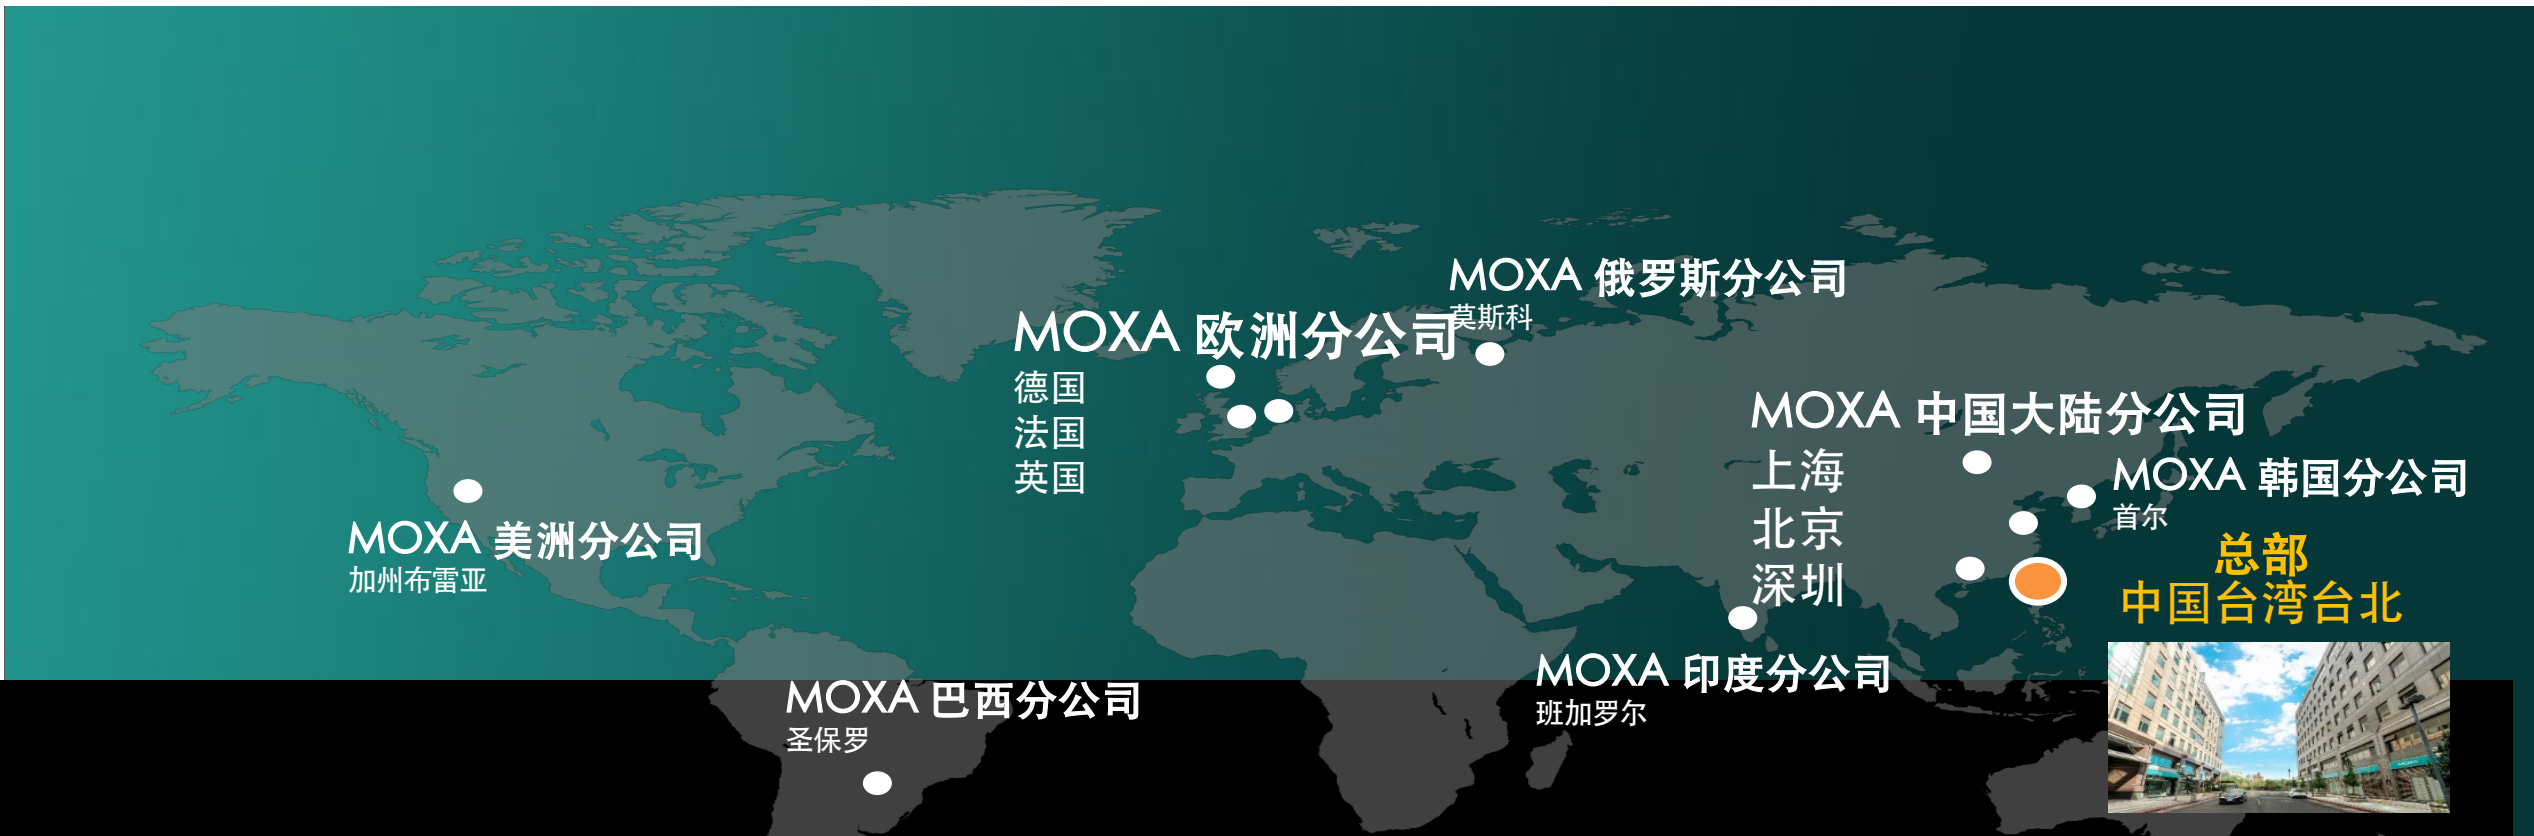 MOXA 俄罗斯分公司
莫斯科
MOXA 欧洲分公司
德国
法国
英国
MOXA 中国大陆分公司
上海
北京
深圳
MOXA 韩国分公司
首尔
MOXA 美洲分公司
加州布雷亚
总部
中国台湾台北
MOXA 印度分公司
班加罗尔
MOXA 巴西分公司
圣保罗